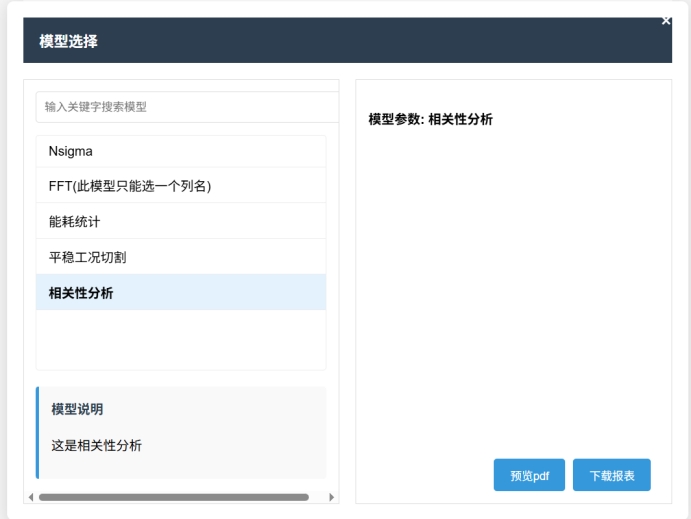 模型选择
×
输入关键字搜索模型
Nsigma
FFT(此模型只能选一个列名)
能耗统计
平稳工况切割
相关性分析
模型说明
这是相关性分析
模型参数: 相关性分析
预览pdf
下载报表